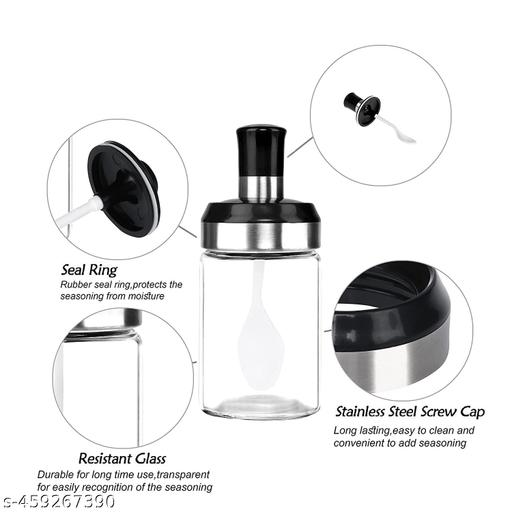 Seal Ring
Rubber seal ring,protects the
seasoning from moisture
Stainless Steel Screw Cap
Long lasting,easy to clean and
convenient to add seasoning
Resistant Glass
Durable for long time use,transparent
for easily recognition of the seasoning
s-459267390